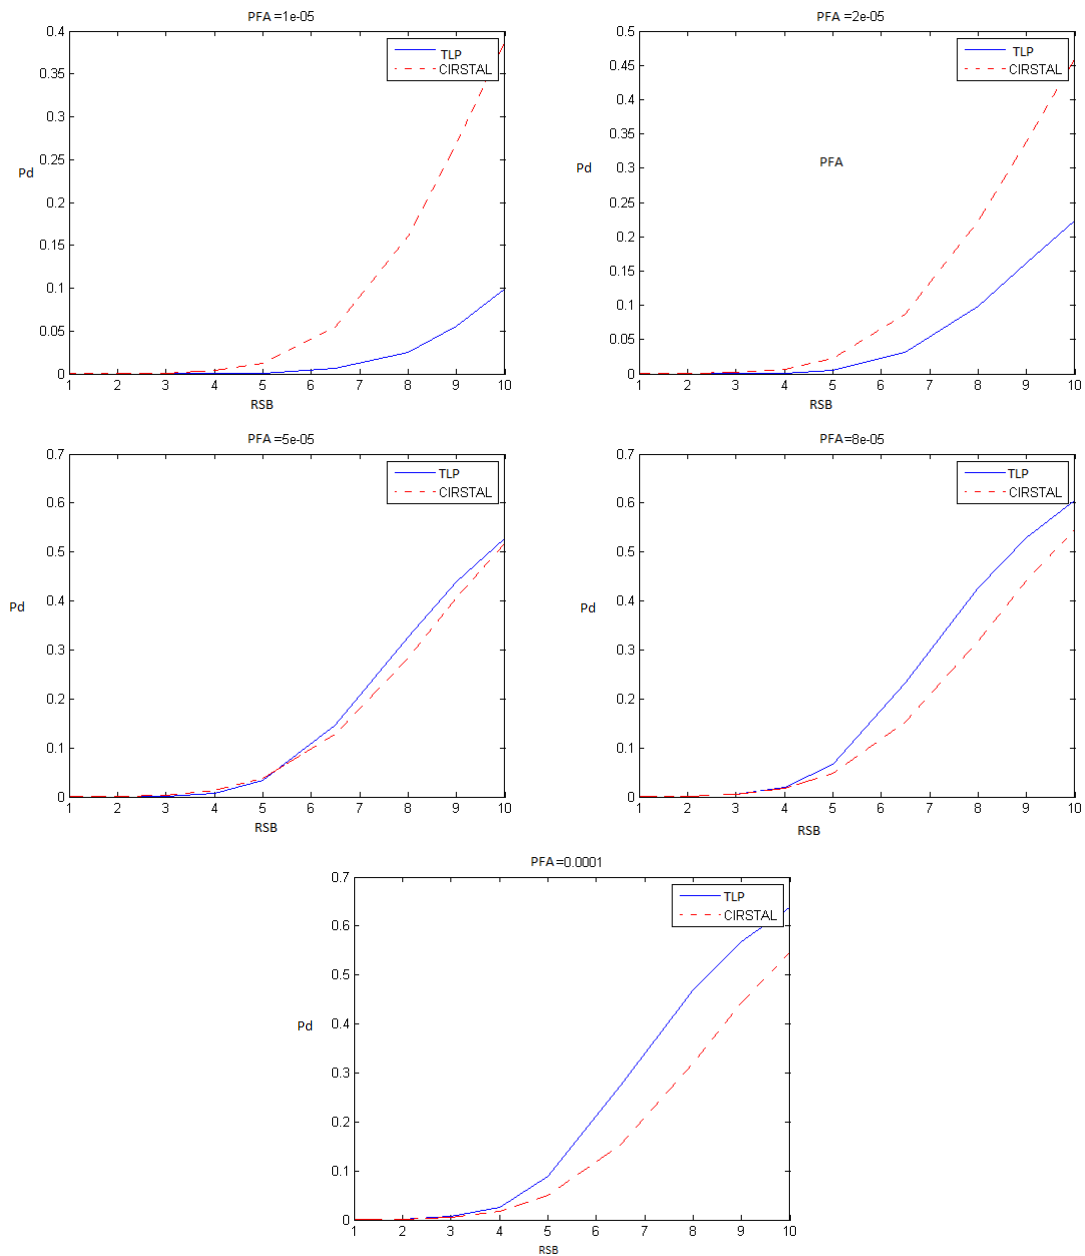 PFA =1e-05
0.4
0.35
0.3
0.25
0.2
0.15
0.1
0.05
0
Pd
TLP
CIRSTAL
1 2 3 4 5 6 7 8 9 10
RSB
PFA =2e-05
0.5
0.45
0.4
0.35
0.3
0.25
0.2
0.15
0.1
0.05
0
Pd
TLP
CIRSTAL
PFA
1 2 3 4 5 6 7 8 9 10
RSB
PFA =5e-05
0.7
0.6
0.5
0.4
0.3
0.2
0.1
0
Pd
TLP
CIRSTAL
1 2 3 4 5 6 7 8 9 10
RSB
PFA=8e-05
0.7
0.6
0.5
0.4
0.3
0.2
0.1
0
Pd
TLP
CIRSTAL
1 2 3 4 5 6 7 8 9 10
RSB
PFA =0.0001
0.7
0.6
0.5
0.4
0.3
0.2
0.1
0
Pd
TLP
CIRSTAL
1 2 3 4 5 6 7 8 9 10
RSB